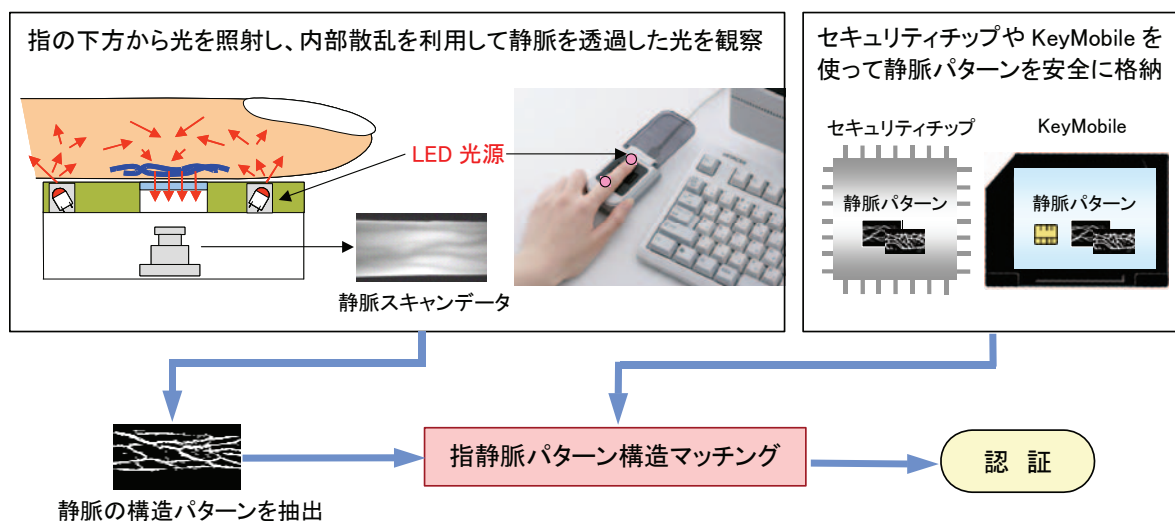 指の下方から光を照射し、内部散乱を利用して静脈を透過した光を観察
LED 光源
静脈スキャンデータ
セキュリティチップや KeyMobile を
使って静脈パターンを安全に格納
セキュリティチップ
KeyMobile
静脈パターン
静脈パターン
静脈の構造パターンを抽出
指静脈パターン構造マッチング
認 証